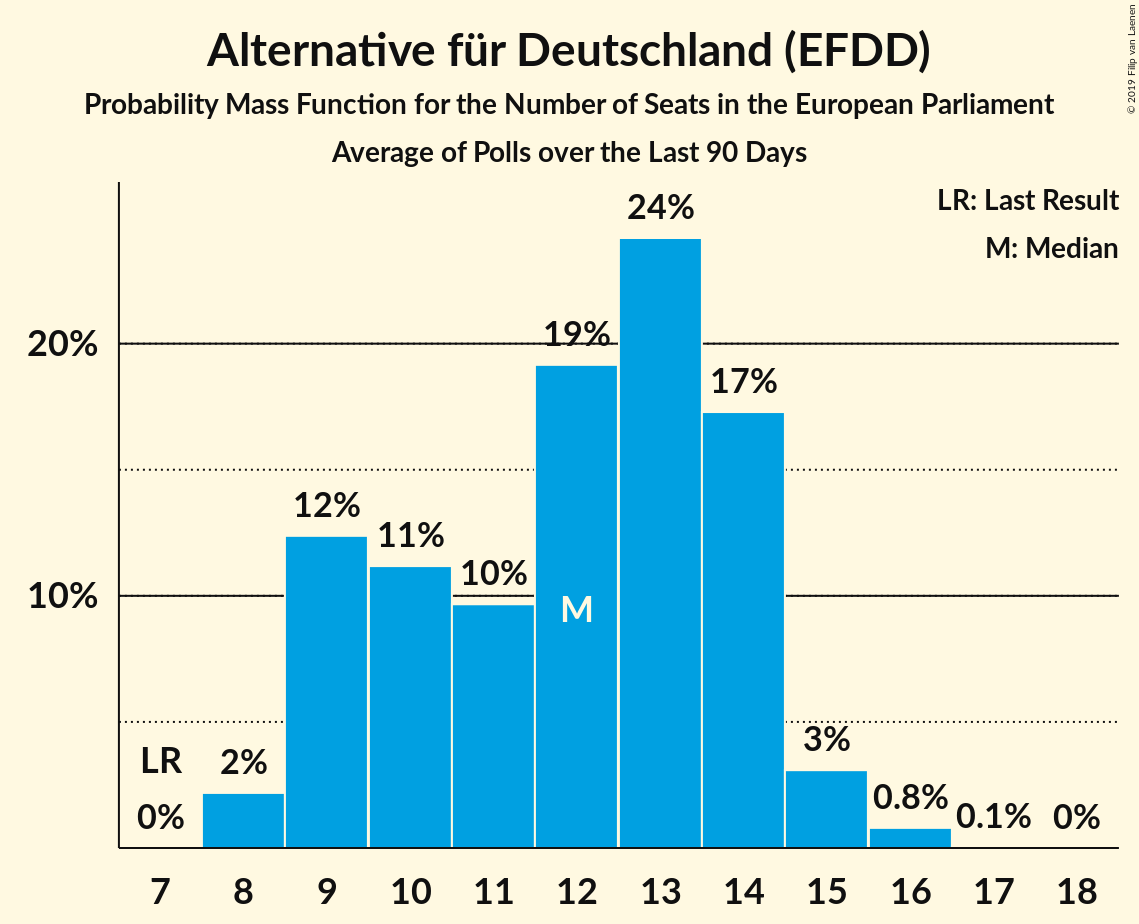 Alternative für Deutschland (EFDD)
Probability Mass Function for the Number of Seats in the European Parliament
Average of Polls over the Last 90 Days
© 2019 Filip van Laenen
LR: Last Result
M: Median
20%
10%
LR
0%
2%
12%
11%
10%
19%
M
24%
17%
3%
0.8%
0.1%
0%
7 8 9 10 11 12 13 14 15 16 17 18